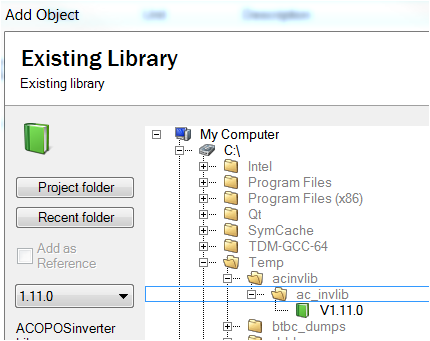 Add Object
Existing Library
Existing library
My Computer
C:\
Intel
Project folder
Program Files
Program Files (x86)
Recent folder
Qt
SymCache
Add as
Reference
TDM-GCC-64
Temp
acinvlib
1.11.0
ac_invlib
V1.11.0
ACOPOSinverter
btbc_dumps